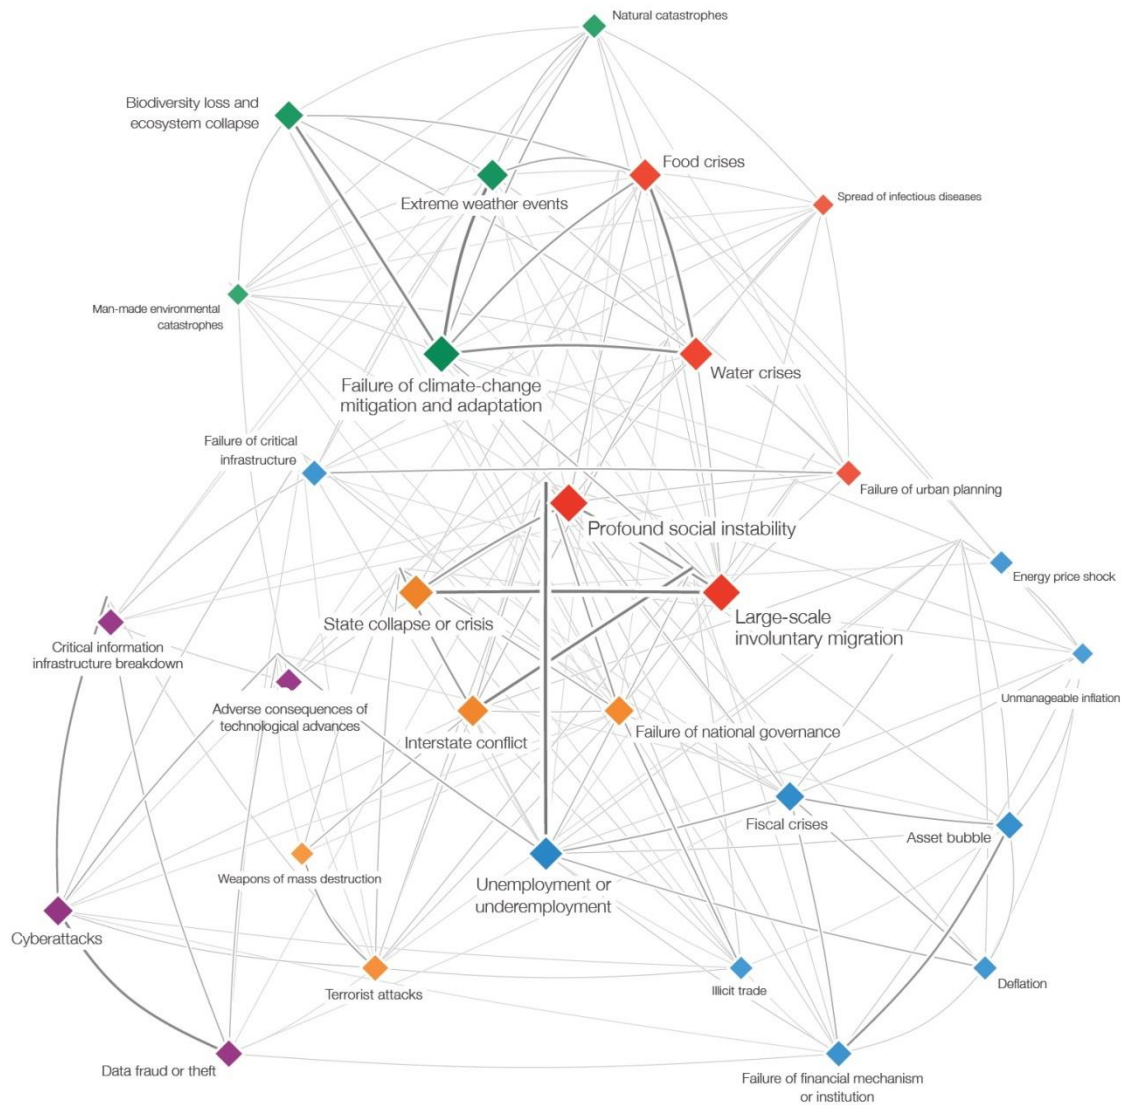 Natural catastrophes
Biodiversity loss and
ecosystem collapse
Food crises
Extreme weather events
Spread of infectious diseases
Man-made environmental
catastrophes
Failure of climate-change
mitigation and adaptation
Water crises
Failure of critical
infrastructure
Failure of urban planning
Profound social instability
Energy price shock
State collapse or crisis
Large-scale
involuntary migration
Critical information
infrastructure breakdown
Unmanageable inflation
Adverse consequences of
technological advances
Interstate conflict
Failure of national governance
Fiscal crises
Asset bubble
Weapons of mass destruction
Unemployment or
underemployment
Cyberattacks
Terrorist attacks
Illicit trade
Deflation
Data fraud or theft
Failure of financial mechanism
or institution